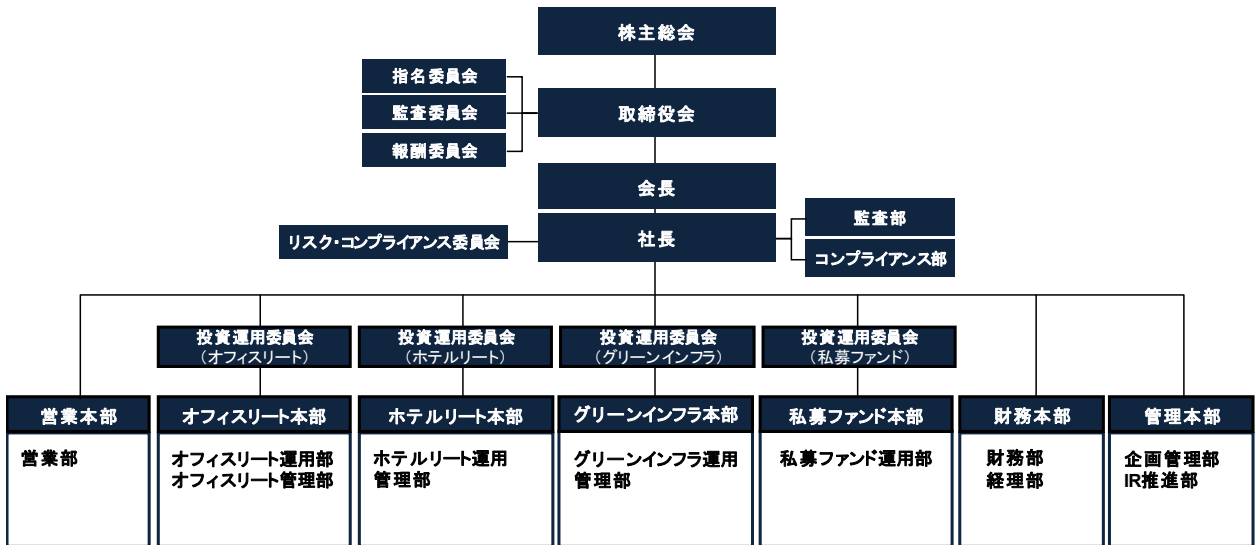 株主総会
指名委員会
監査委員会
取締役会
報酬委員会
会長
監査部
リスク・コンプライアンス委員会
社長
コンプライアンス部
投資運用委員会
（オフィスリート）
投資運用委員会
（ホテルリート）
投資運用委員会
（グリーンインフラ）
投資運用委員会
（私募ファンド）
営業本部
営業部
オフィスリート本部
オフィスリート運用部
オフィスリート管理部
ホテルリート本部
ホテルリート運用
管理部
グリーンインフラ本部
グリーンインフラ運用
管理部
私募ファンド本部
私募ファンド運用部
財務本部
財務部
経理部
管理本部
企画管理部
IR推進部